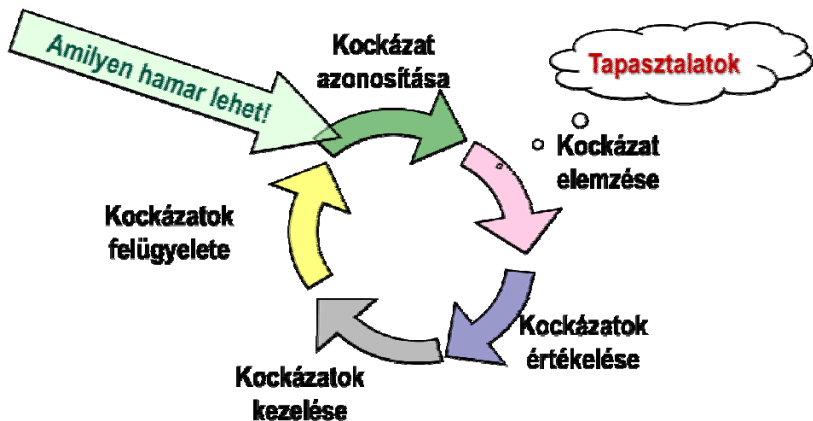 Amilyen hamar lehet!
Kockázat
azonosítása
Tapasztalatok
Kockázat
elemzése
Kockázatok
értékelése
Kockázatok
kezelése
Kockázatok
felügyelete